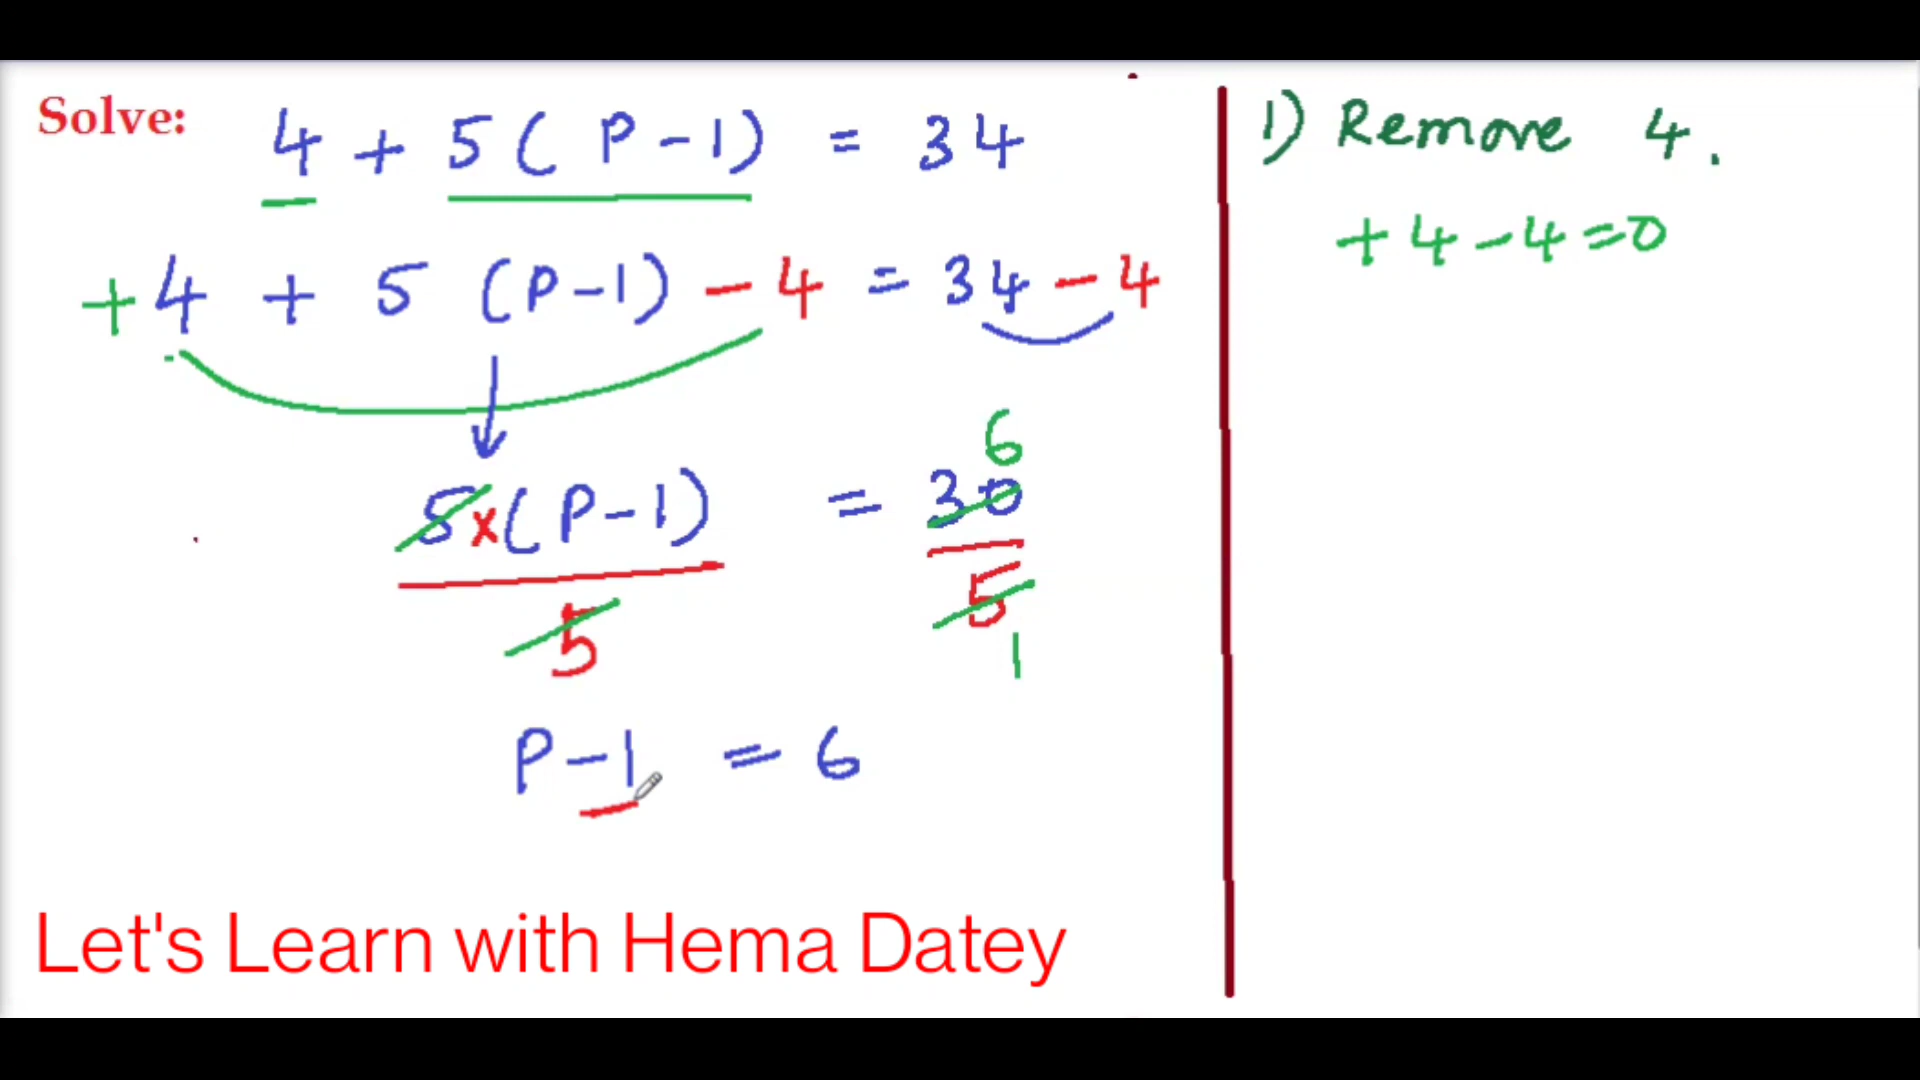 Solve: 4 + 5 ( P - 1 ) = 34
+ 4 + 5 ( P - 1 ) - 4 = 34 - 4
6
5 x ( P - 1 ) = 30
5 5
1
P - 1 = 6
Let's Learn with Hema Datey
1) Remove 4.
+ 4 - 4 = 0